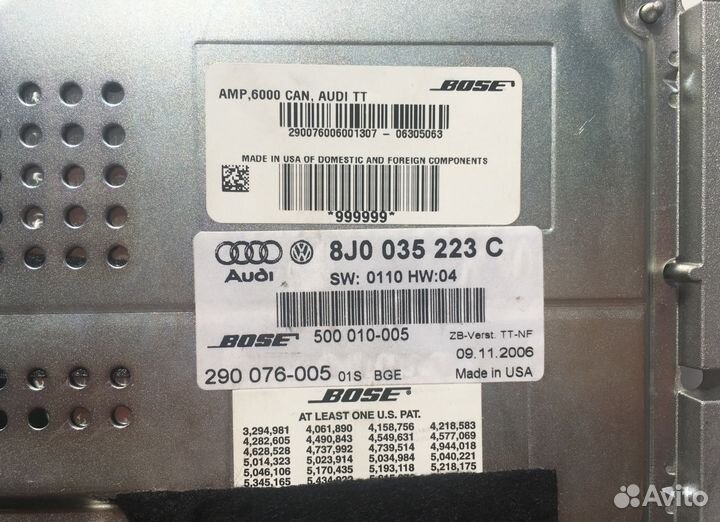 BOSE
AMP,6000 CAN, AUDI TT
290076006001307 - 06305063
MADE IN USA OF DOMESTIC AND FOREIGN COMPONENTS
*999999*
Audi
8J0 035 223 C
SW: 0110 HW:04
BOSE 500 010-005
ZB-Verst. TT-NF
09.11.2006
290 076-005 01S BGE
Made in USA
BOSE
AT LEAST ONE U.S. PAT.
3,294,981 4,061,890 4,158,756 4,218,583
4,282,605 4,490,843 4,549,631 4,577,069
4,628,528 4,737,992 4,739,514 4,944,018
5,014,323 5,023,914 5,034,984 5,040,221
5,046,106 5,170,435 5,193,118 5,218,175
5,345,165
Avito